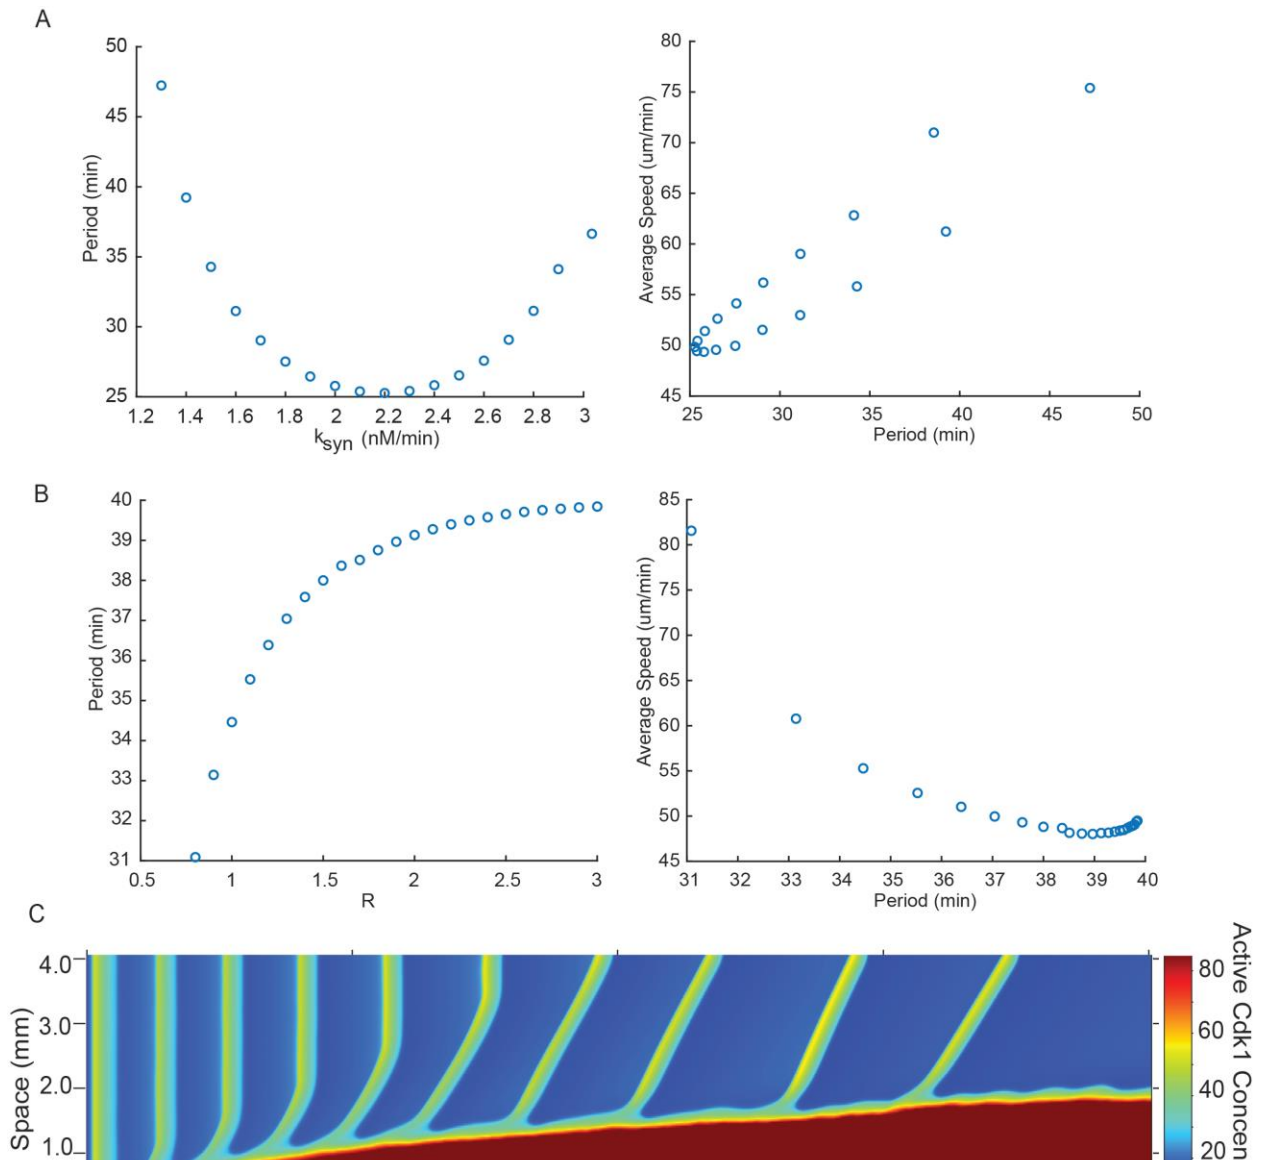 A
50
45
40
35
30
25
Period (min)
1.2 1.4 1.6 1.8 2 2.2 2.4 2.6 2.8 3
ksyn (nM/min)
80
75
70
65
60
55
50
45
Average Speed (um/min)
25 30 35 40 45 50
Period (min)
B
40
39
38
37
36
35
34
33
32
31
Period (min)
0.5 1 1.5 2 2.5 3
R
85
80
70
65
60
55
50
45
Average Speed (um/min)
31 32 33 34 35 36 37 38 39 40
Period (min)
C
4.0
3.0
2.0
1.0
Space (mm)
80
60
40
20
Active Cdk1 Concen